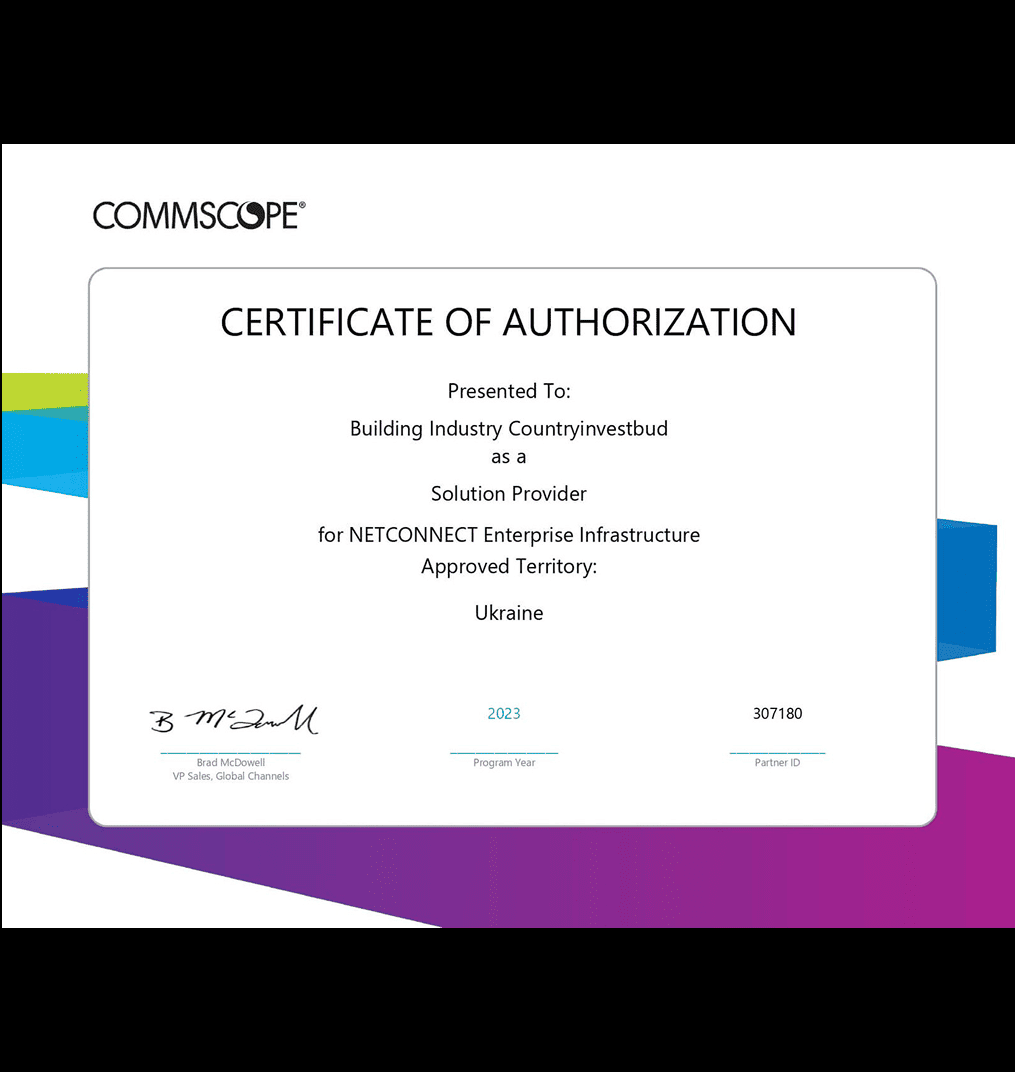 COMMSCOPE®
CERTIFICATE OF AUTHORIZATION
Presented To:
Building Industry Countryinvestbud
as a
Solution Provider
for NETCONNECT Enterprise Infrastructure
Approved Territory:
Ukraine
B McDowell
2023
307180
Brad McDowell
Program Year
Partner ID
VP Sales, Global Channels